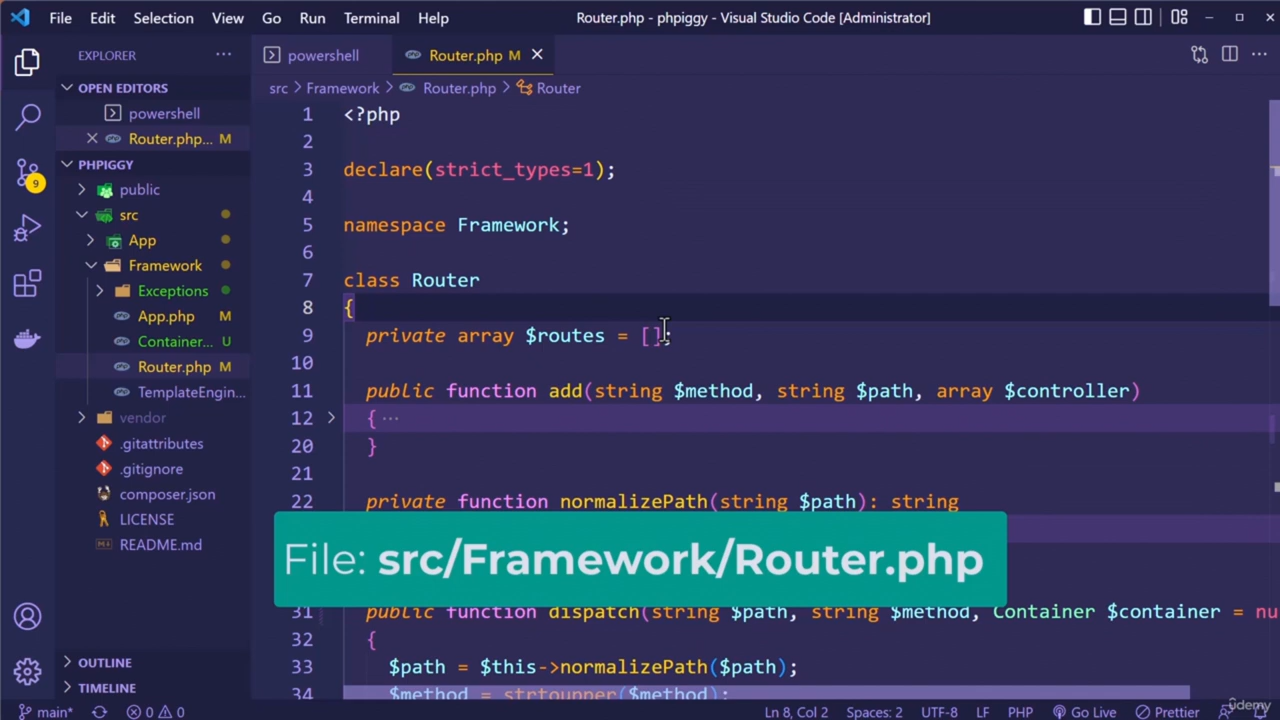 File Edit Selection View Go Run Terminal Help
Router.php - phpiggy - Visual Studio Code [Administrator]
EXPLORER
powershell
Router.php M
OPEN EDITORS
src > Framework > Router.php > Router
powershell
Router.php... M
PHPIGGY
public
src
App
Framework
Exceptions
App.php M
Container... U
Router.php M
TemplateEngin...
vendor
.gitattributes
.gitignore
composer.json
LICENSE
README.md
OUTLINE
TIMELINE
9
1 <?php
2
3 declare(strict_types=1);
4
5 namespace Framework;
6
7 class Router
8 {
9 private array $routes = [];
10
11 public function add(string $method, string $path, array $controller)
12 { ...
20 }
21
22 private function normalizePath(string $path): string
File: src/Framework/Router.php
31 public function dispatch(string $path, string $method, Container $container = nu
32 {
33 $path = $this->normalizePath($path);
34 $method = strtoupper($method);
main* 0 0 Ln 8, Col 2 Spaces: 2 UTF-8 LF PHP Go Live Prettier
ûdemy